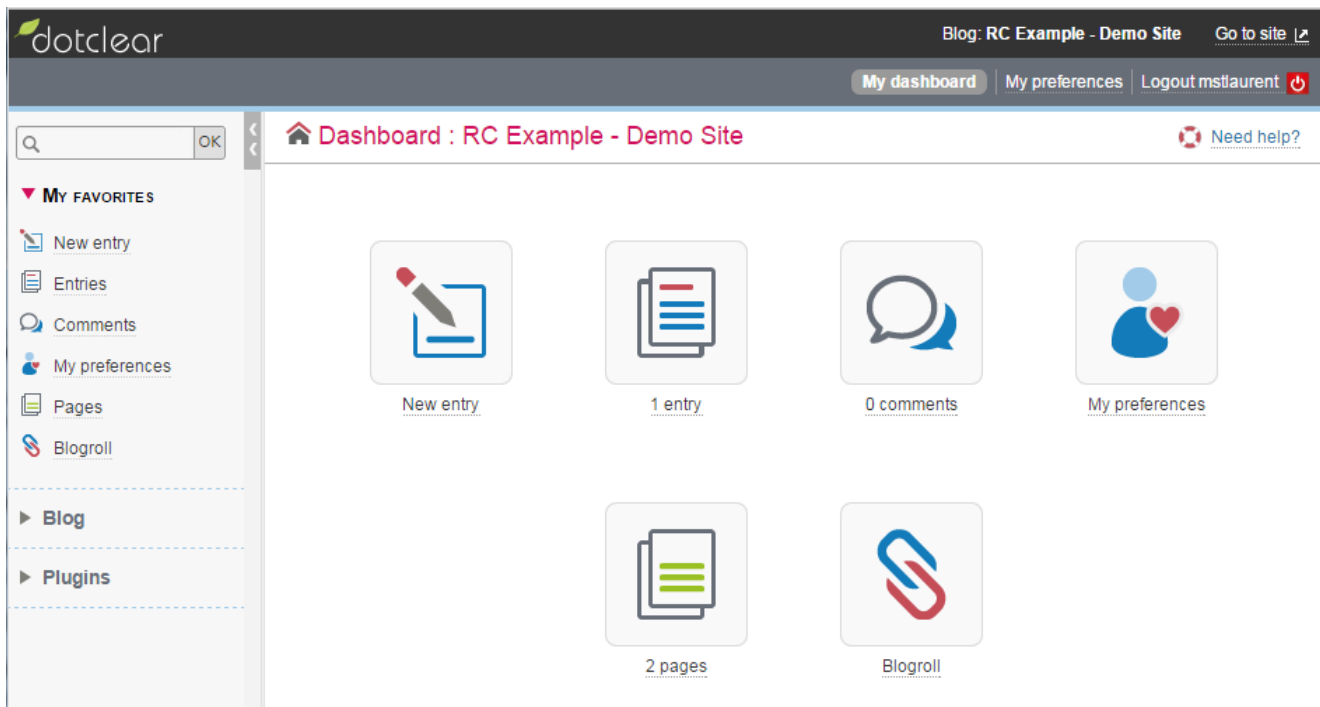 dotclear
Blog: RC Example - Demo Site Go to site
My dashboard My preferences Logout mstlaurent
OK
Dashboard : RC Example - Demo Site
Need help?
MY FAVORITES
New entry
Entries
Comments
My preferences
Pages
Blogroll
Blog
Plugins
New entry
1 entry
0 comments
My preferences
2 pages
Blogroll